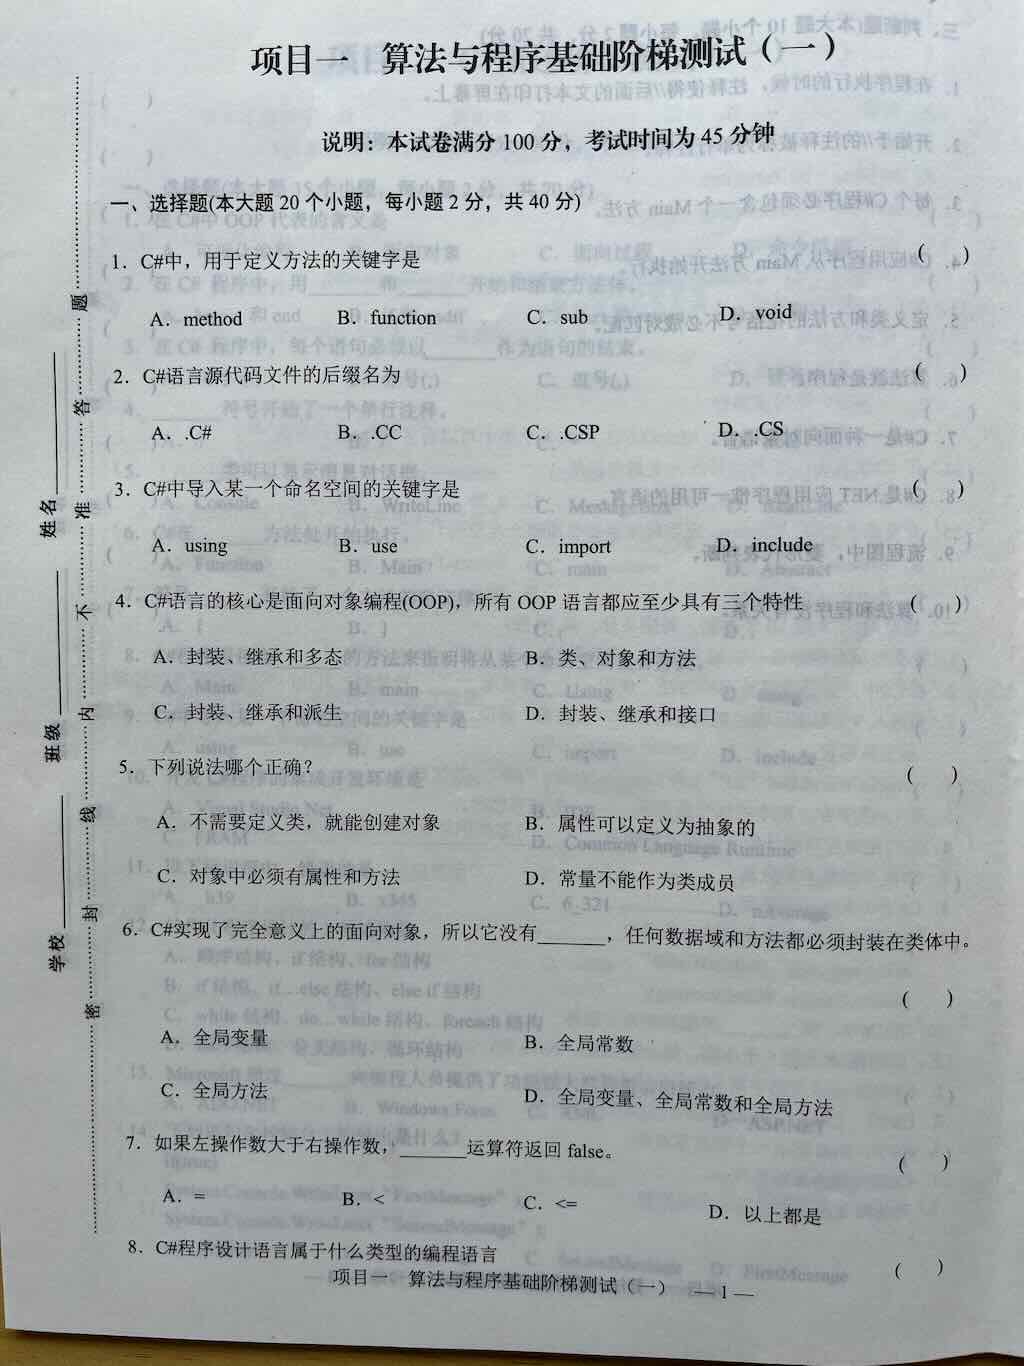 项目一　算法与程序基础阶梯测试（一）
说明：本试卷满分 100 分，考试时间为 45 分钟
一、选择题(本大题 20 个小题，每小题 2 分，共 40 分)
1．C#中，用于定义方法的关键字是 (　　)
A．method B．function C．sub D．void
2．C#语言源代码文件的后缀名为 (　　)
A．.C# B．.CC C．.CSP D．.CS
3．C#中导入某一个命名空间的关键字是 (　　)
A．using B．use C．import D．include
4．C#语言的核心是面向对象编程(OOP)，所有 OOP 语言都应至少具有三个特性 (　　)
A．封装、继承和多态 B．类、对象和方法
C．封装、继承和派生 D．封装、继承和接口
5．下列说法哪个正确？ (　　)
A．不需要定义类，就能创建对象 B．属性可以定义为抽象的
C．对象中必须有属性和方法 D．常量不能作为类成员
6．C#实现了完全意义上的面向对象，所以它没有______，任何数据域和方法都必须封装在类体中。
(　　)
A．全局变量 B．全局常数
C．全局方法 D．全局变量、全局常数和全局方法
7．如果左操作数大于右操作数，______运算符返回 false。 (　　)
A．= B．< C．<= D．以上都是
8．C#程序设计语言属于什么类型的编程语言 (　　)
项目一　算法与程序基础阶梯测试（一）　— 1 —
学校________ 班级________ 姓名________
密 封 线 内 不 准 答 题